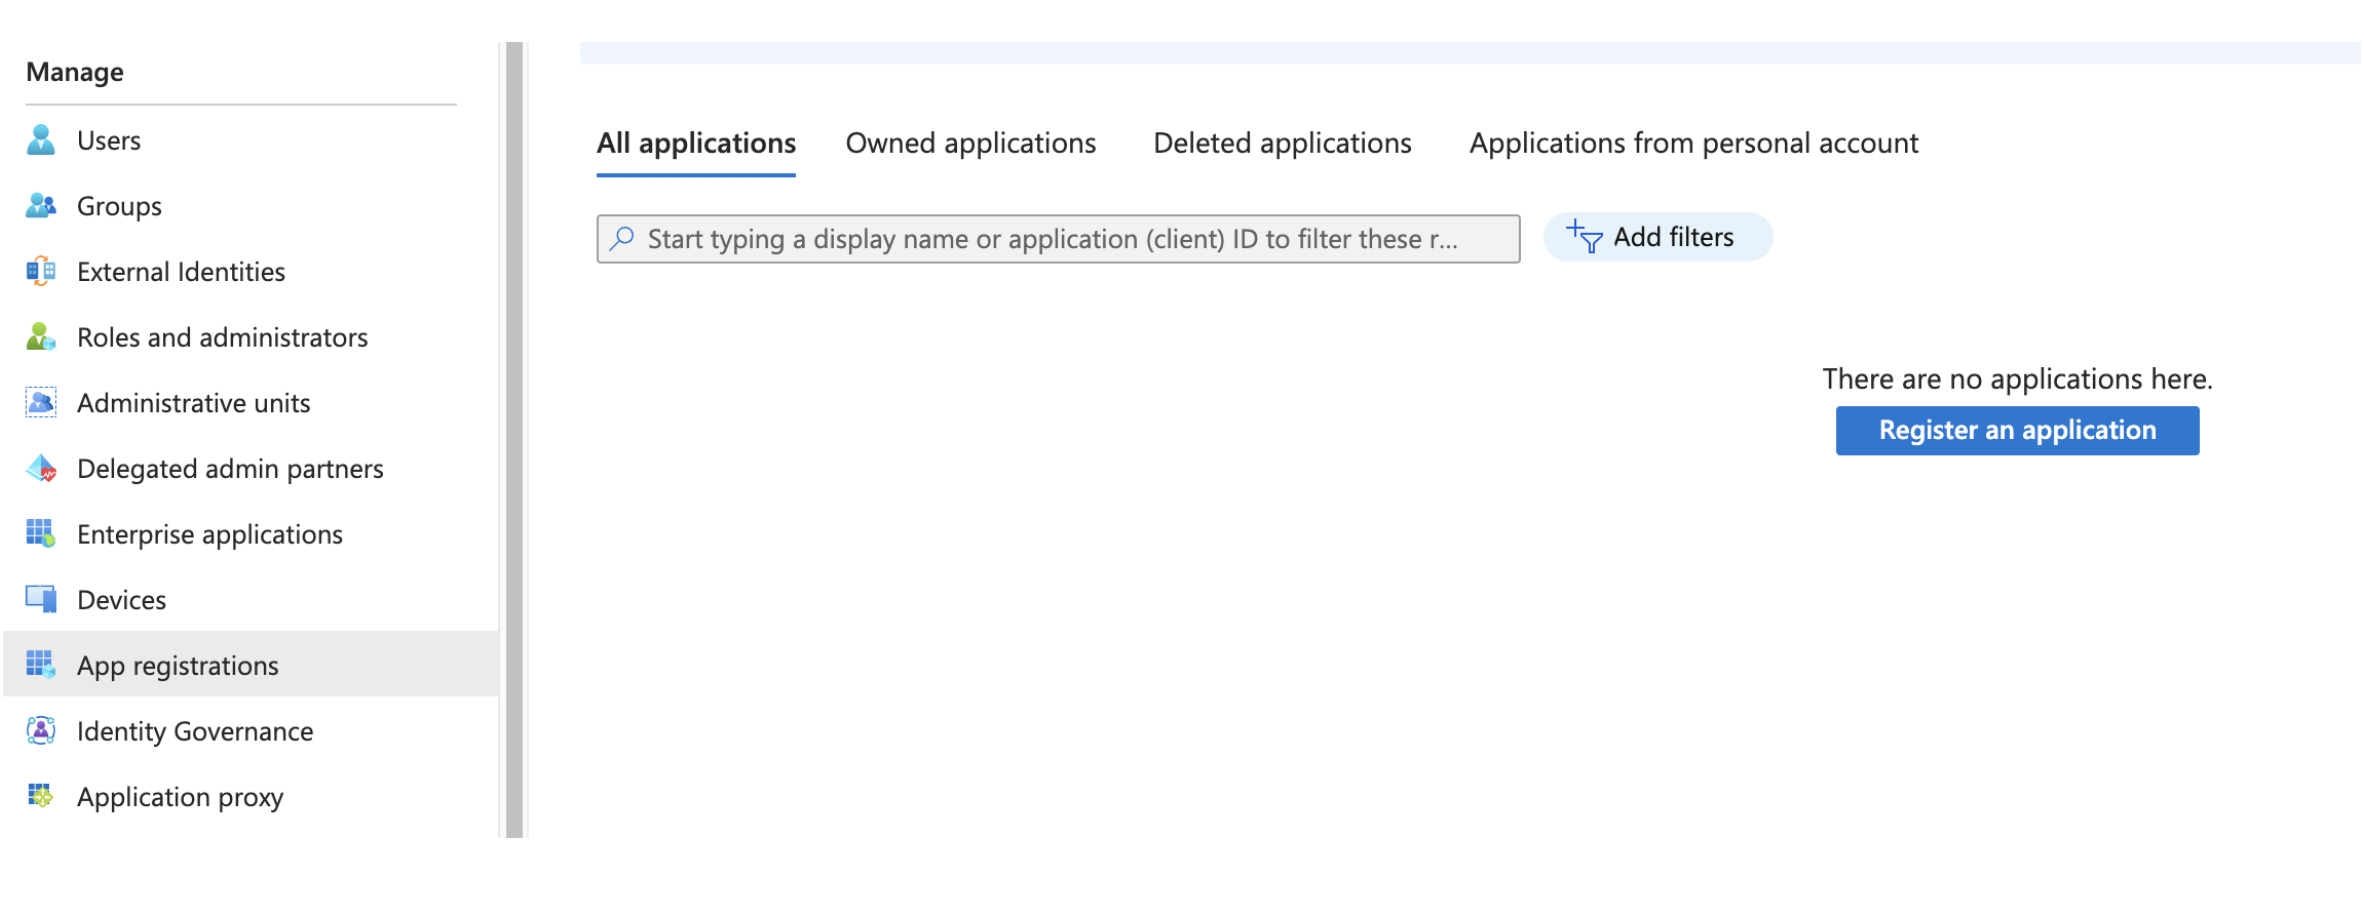 Manage
Users
Groups
External Identities
Roles and administrators
Administrative units
Delegated admin partners
Enterprise applications
Devices
App registrations
Identity Governance
Application proxy
All applications Owned applications Deleted applications Applications from personal account
Start typing a display name or application (client) ID to filter these r... Add filters
There are no applications here.
Register an application